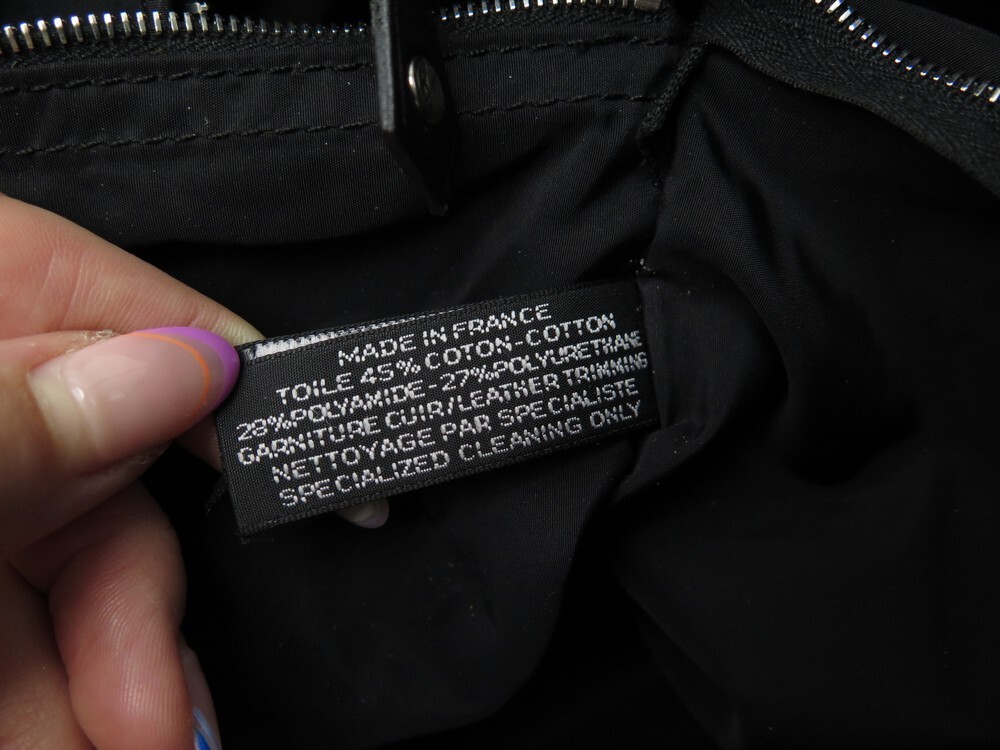 MADE IN FRANCE
TOILE 45% COTON-COTTON
28%POLYAMIDE-27%POLYURETHANE
GARNITURE CUIR/LEATHER TRIMMING
NETTOYAGE PAR SPECIALISTE
SPECIALIZED CLEANING ONLY